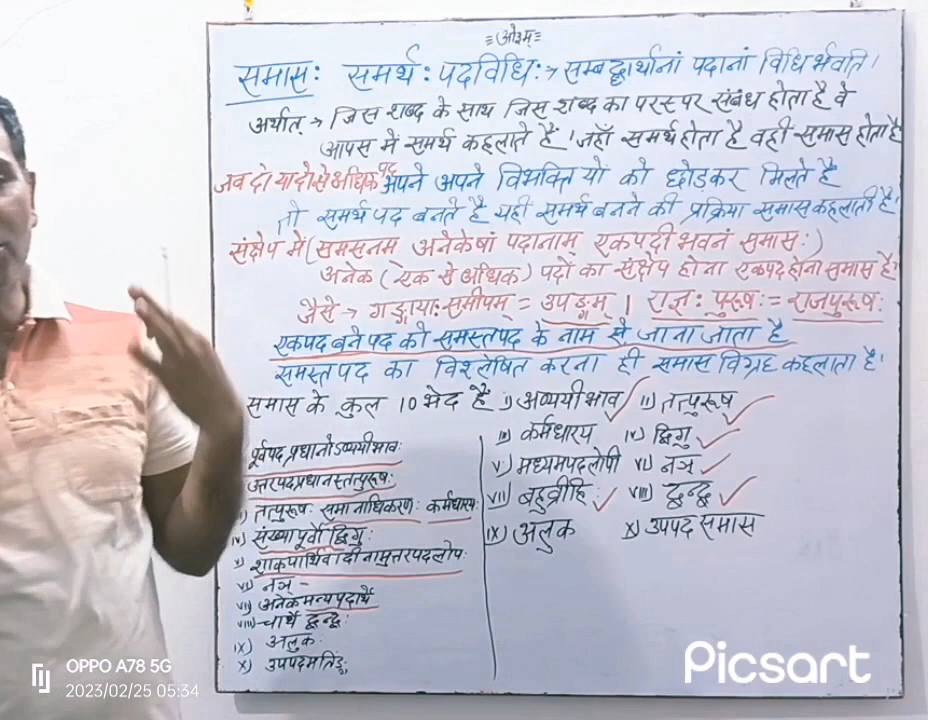 ओ३म्
समासः समर्थः पदविधिः → सम्बद्धार्थानां पदानां विधिर्भवति।
अर्थात् → जिस शब्द के साथ जिस शब्द का परस्पर संबंध होता है वे
आपस में समर्थ कहलाते हैं। जहाँ समर्थ होता है वही समास होता है
जब दो या दो से अधिक पद अपने अपने विभक्तियों को छोड़कर मिलते है
तो समर्थ पद बनते है यही समर्थ बनने की प्रक्रिया समास कहलाती है।
संक्षेप में (समसनम अनेकेषां पदानाम् एकपदीभवनं समासः)
अनेक (एक से अधिक) पदों का संक्षेप होना एकपद होना समास है।
जैसे → गङ्गायाः समीपम् = उपङ्गम्। राज्ञः पुरूषः = राजपुरूषः
एकपद बने पद को समस्तपद के नाम से जाना जाता है
समस्तपद का विश्लेषित करना ही समास विग्रह कहलाता है।
समास के कुल 10 भेद है i) अव्ययीभाव ii) तत्पुरूष
iii) कर्मधारय iv) द्विगु
v) मध्यमपदलोपी vi) नञ्
vii) बहुव्रीहि viii) द्वन्द्व
ix) अलुक x) उपपद समास
पूर्वपदप्रधानोऽव्ययीभावः
उत्तरपदप्रधानस्तत्पुरूषः
) तत्पुरूषः समानाधिकरणः कर्मधारयः
iv) संख्यापूर्वो द्विगुः
v) शाकपार्थिवादीनामुत्तरपदलोपः
vi) नञ् -
vii) अनेकमन्यपदार्थे
viii) चार्थे द्वन्द्वः
ix) अलुकः
x) उपपदमतिङ्
OPPO A78 5G
2023/02/25 05:34
Picsart